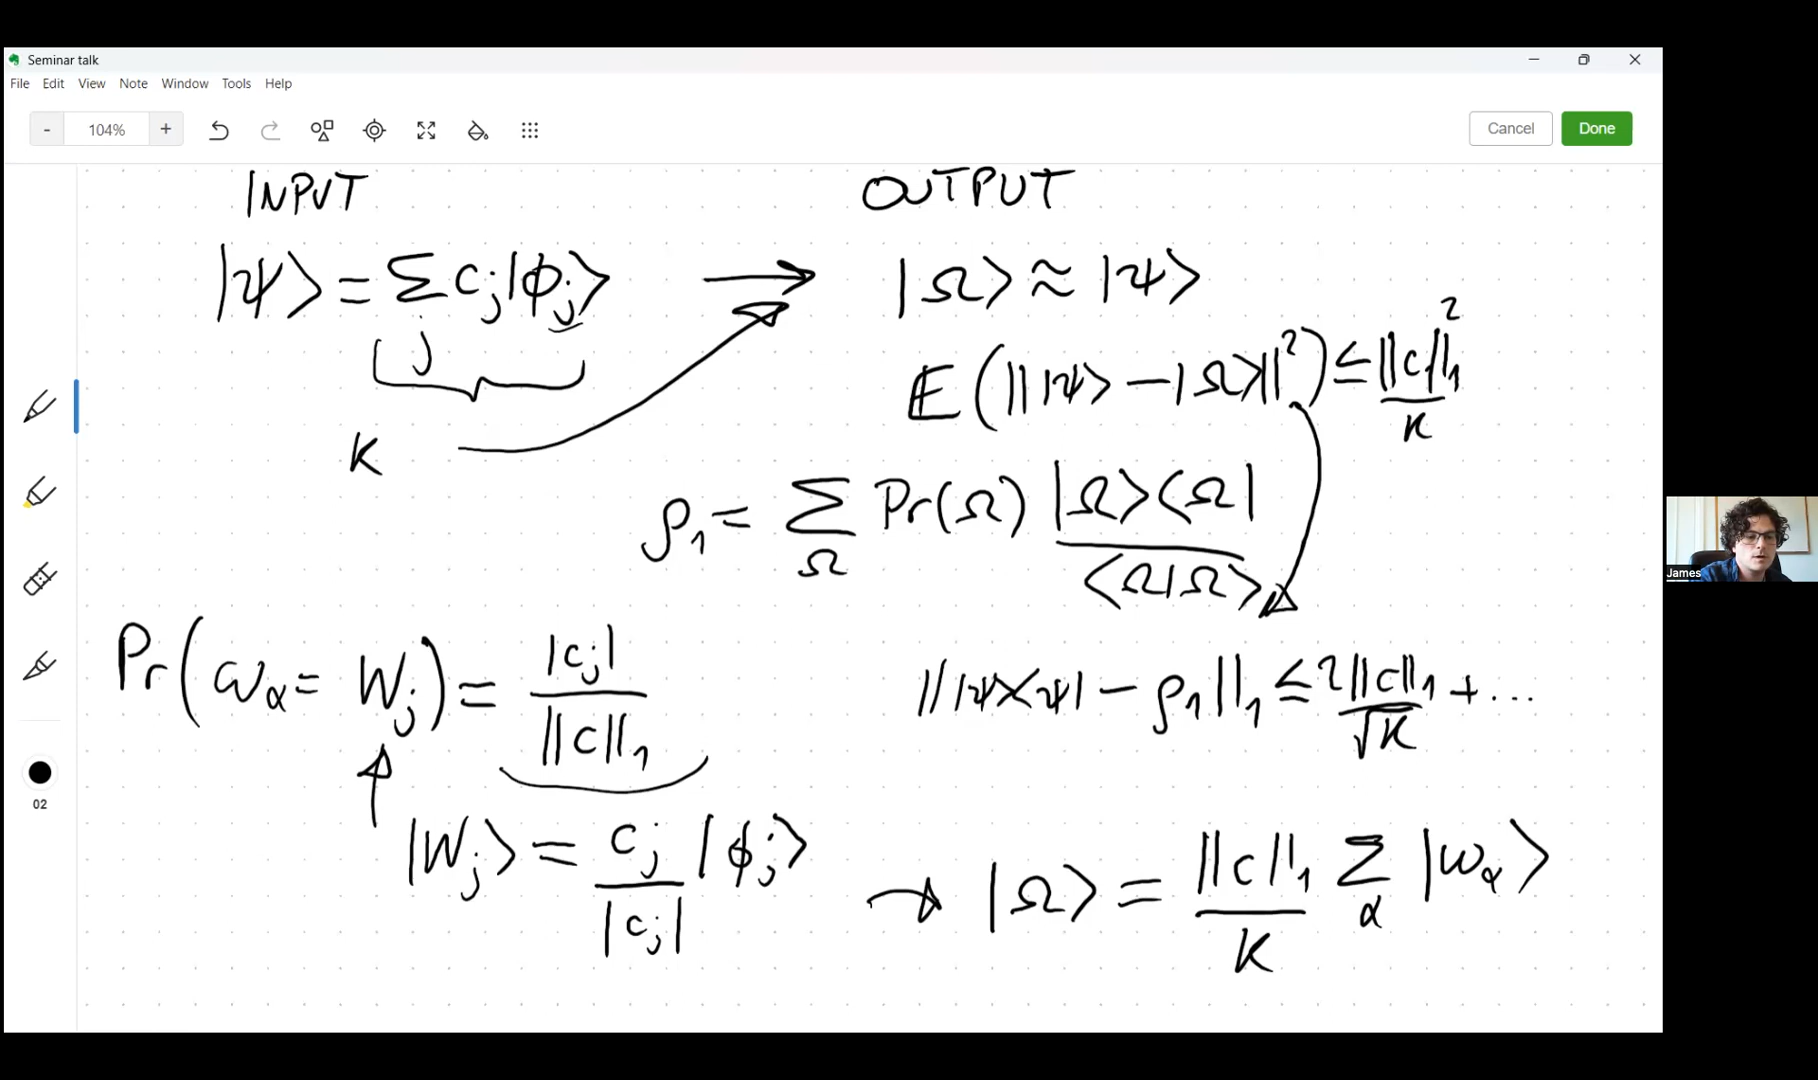 Seminar talk
File Edit View Note Window Tools Help
- 104% +
Cancel Done
INPUT OUTPUT
|ψ⟩ = Σ_j c_j|ϕ_j⟩ → |Ω⟩ ≈ |ψ⟩
𝔼(‖|ψ⟩ − |Ω⟩‖²) ≤ ‖c‖₁² / K
K
ρ₁ = Σ_Ω Pr(Ω) |Ω⟩⟨Ω| / ⟨Ω|Ω⟩
Pr(ω_α = W_j) = |c_j| / ‖c‖₁
‖|ψ⟩⟨ψ| − ρ₁‖₁ ≤ 2‖c‖₁ / √K + ...
|W_j⟩ = c_j / |c_j| |ϕ_j⟩
→ |Ω⟩ = ‖c‖₁ / K Σ_α |ω_α⟩
02
James